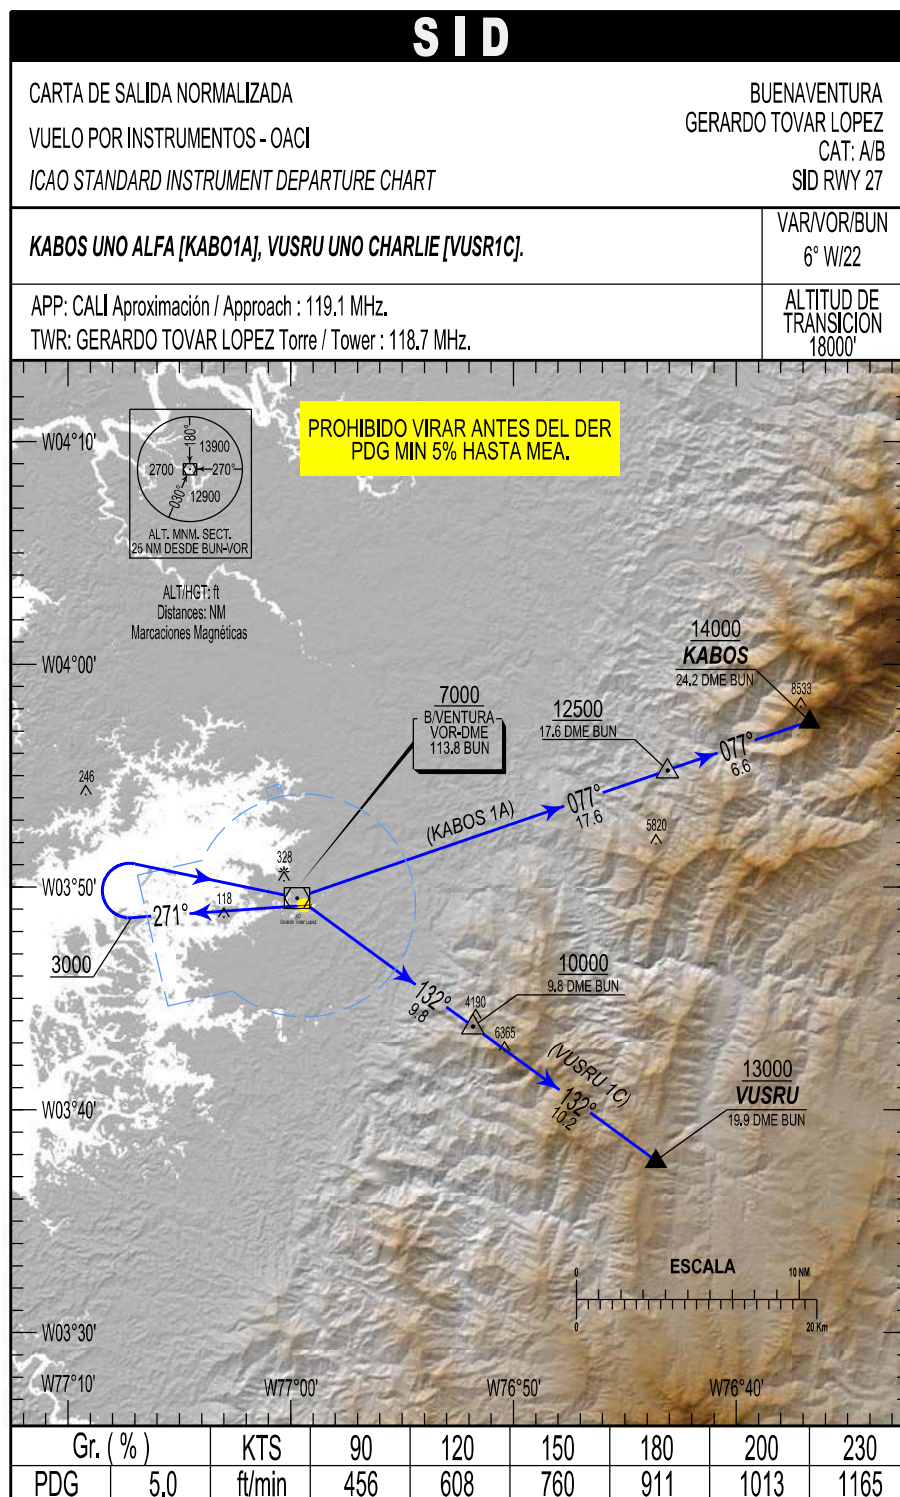 SID
CARTA DE SALIDA NORMALIZADA
VUELO POR INSTRUMENTOS - OACI
ICAO STANDARD INSTRUMENT DEPARTURE CHART
BUENAVENTURA
GERARDO TOVAR LOPEZ
CAT: A/B
SID RWY 27
KABOS UNO ALFA [KABO1A], VUSRU UNO CHARLIE [VUSR1C].
VAR/VOR/BUN
6° W/22
APP: CALI Aproximación / Approach : 119.1 MHz.
TWR: GERARDO TOVAR LOPEZ Torre / Tower : 118.7 MHz.
ALTITUD DE
TRANSICION
18000'
PROHIBIDO VIRAR ANTES DEL DER
PDG MIN 5% HASTA MEA.
W04°10'
180°
13900
2700
270°
030°
12900
ALT. MNM. SECT.
25 NM DESDE BUN-VOR
ALT/HGT: ft
Distances: NM
Marcaciones Magnéticas
W04°00'
14000
KABOS
24.2 DME BUN
8533
7000
B/VENTURA
VOR-DME
113.8 BUN
12500
17.6 DME BUN
077°
6.6
246
CTR
077°
17.6
(KABOS 1A)
5820
328
W03°50'
118
271°
AD
Gerardo Tovar Lopez
3000
10000
9.8 DME BUN
132°
9.8
4190
6365
(VUSRU 1C)
13000
VUSRU
19.9 DME BUN
132°
10.2
W03°40'
ESCALA
0
10 NM
0
20 Km
W03°30'
W77°10'
W77°00'
W76°50'
W76°40'
Gr. ( % ) KTS 90 120 150 180 200 230
PDG 5.0 ft/min 456 608 760 911 1013 1165